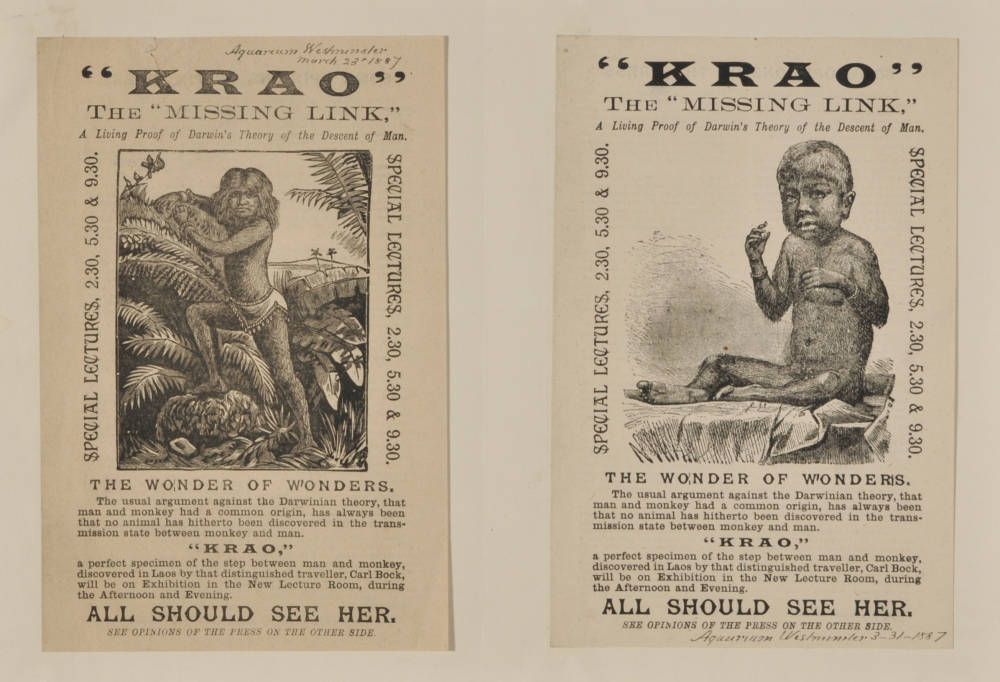 Aquarium Westminster
March 23rd 1887
“KRAO”
THE “MISSING LINK,”
A Living Proof of Darwin's Theory of the Descent of Man.
SPECIAL LECTURES, 2.30, 5.30 & 9.30.
SPECIAL LECTURES, 2.30, 5.30 & 9.30.
THE WONDER OF WONDERS.
The usual argument against the Darwinian theory, that
man and monkey had a common origin, has always been
that no animal has hitherto been discovered in the trans-
mission state between monkey and man.
“KRAO,”
a perfect specimen of the step between man and monkey,
discovered in Laos by that distinguished traveller, Carl Bock,
will be on Exhibition in the New Lecture Room, during
the Afternoon and Evening.
ALL SHOULD SEE HER.
SEE OPINIONS OF THE PRESS ON THE OTHER SIDE.
“KRAO”
THE “MISSING LINK,”
A Living Proof of Darwin's Theory of the Descent of Man.
SPECIAL LECTURES, 2.30, 5.30 & 9.30.
SPECIAL LECTURES, 2.30, 5.30 & 9.30.
THE WONDER OF WONDERS.
The usual argument against the Darwinian theory, that
man and monkey had a common origin, has always been
that no animal has hitherto been discovered in the trans-
mission state between monkey and man.
“KRAO,”
a perfect specimen of the step between man and monkey,
discovered in Laos by that distinguished traveller, Carl Bock,
will be on Exhibition in the New Lecture Room, during
the Afternoon and Evening.
ALL SHOULD SEE HER.
SEE OPINIONS OF THE PRESS ON THE OTHER SIDE.
Aquarium Westminster 3-31-1887